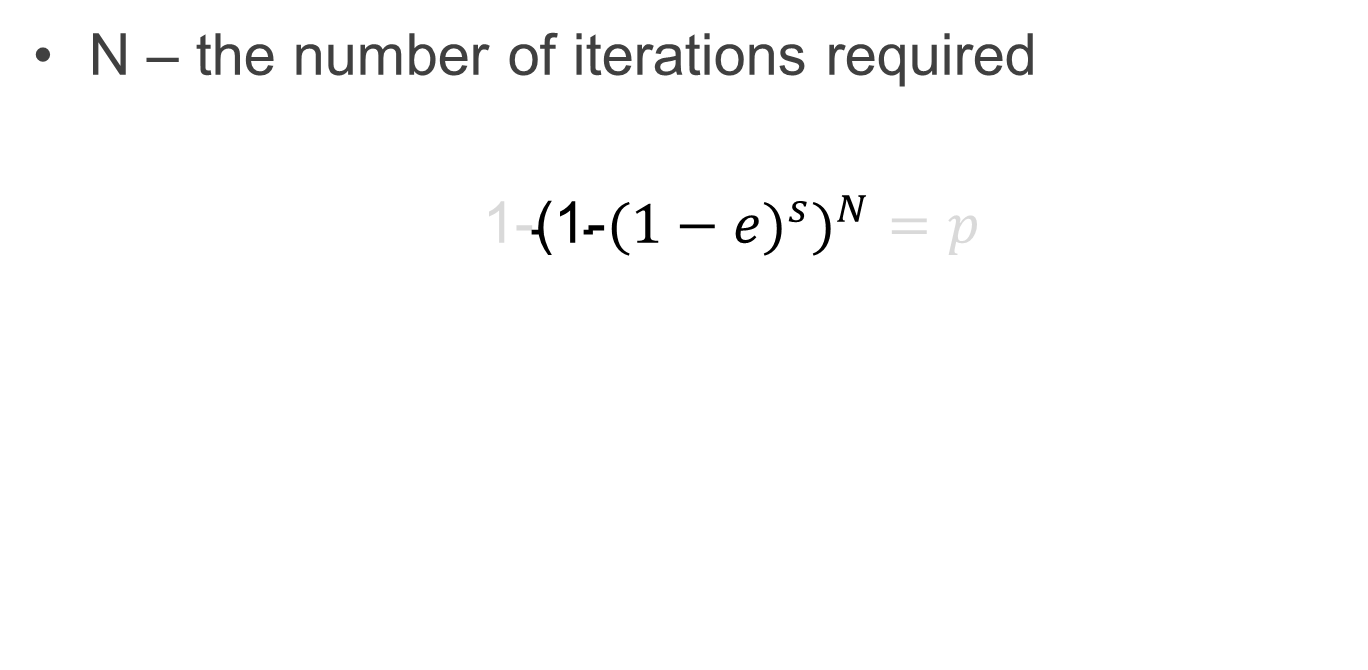 • N – the number of iterations required
1-(1-(1 − e)ˢ)ᴺ = p